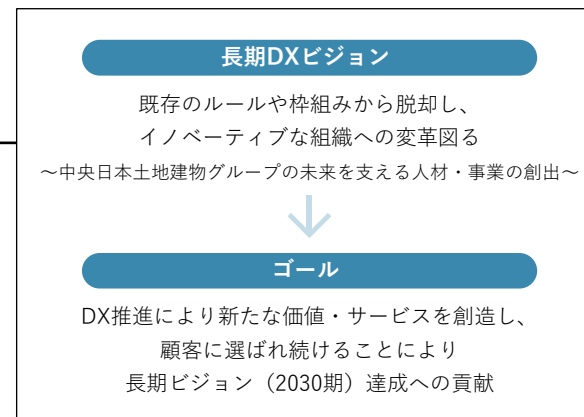 長期DXビジョン
既存のルールや枠組みから脱却し、
イノベーティブな組織への変革図る
～中央日本土地建物グループの未来を支える人材・事業の創出～
ゴール
DX推進により新たな価値・サービスを創造し、
顧客に選ばれ続けることにより
長期ビジョン（2030期）達成への貢献